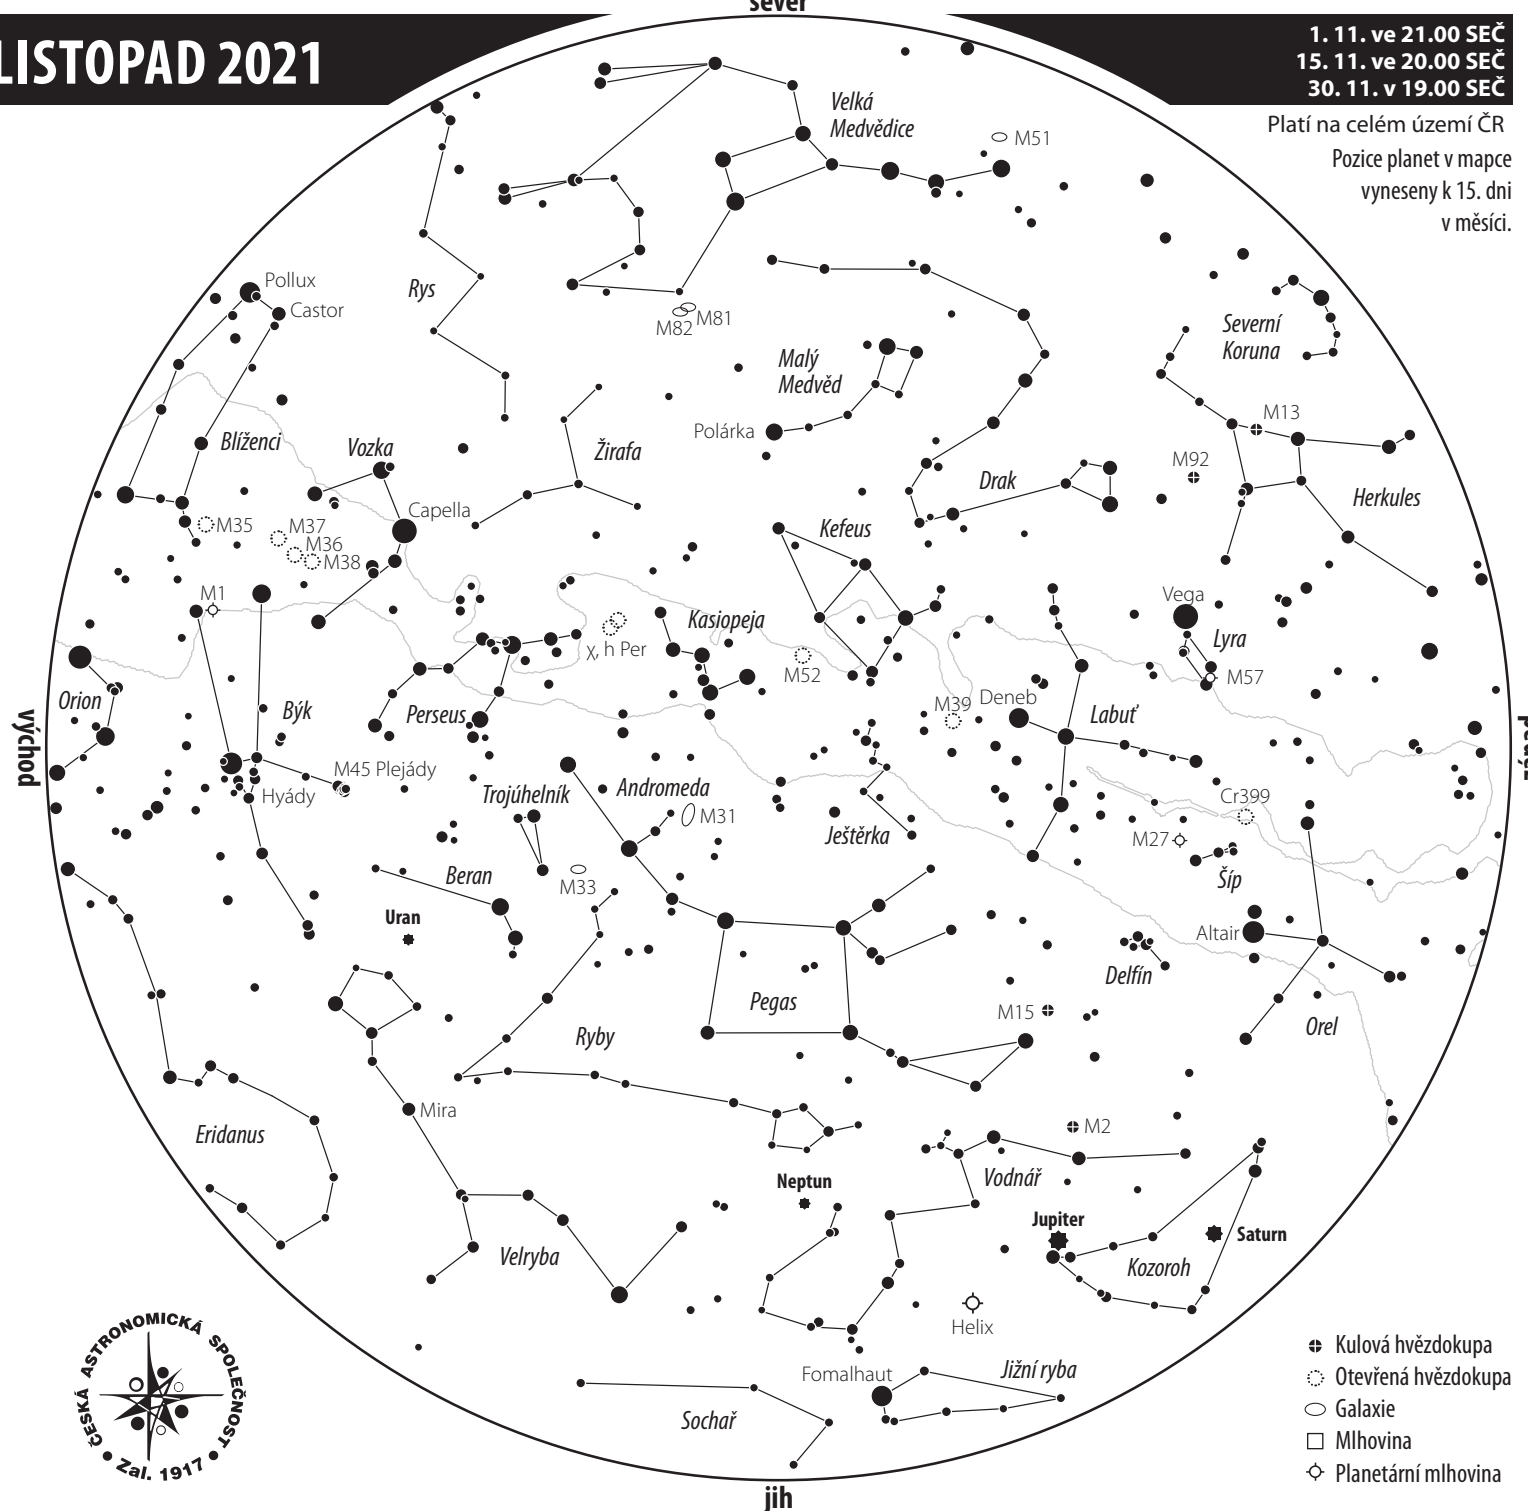 sever
LISTOPAD 2021
1. 11. ve 21.00 SEČ
15. 11. ve 20.00 SEČ
30. 11. v 19.00 SEČ
Platí na celém území ČR
Pozice planet v mapce
vyneseny k 15. dni
v měsíci.
Velká
Medvědice
M51
Pollux
Castor
Rys
M82
M81
Severní
Koruna
Malý
Medvěd
Polárka
M13
Blíženci
Vozka
Žirafa
Drak
M92
Herkules
Capella
Kefeus
M35
M37
M36
M38
M1
Vega
Lyra
Kasiopeja
χ, h Per
M52
M57
Orion
Býk
Perseus
M39
Deneb
Labuť
východ
M45 Plejády
Hyády
Trojúhelník
Andromeda
M31
Ještěrka
Cr399
M27
Šíp
Beran
M33
Uran
Altair
Delfín
Pegas
M15
Orel
Ryby
Mira
Eridanus
M2
Vodnář
Neptun
Jupiter
Saturn
Kozoroh
Velryba
Helix
Fomalhaut
Jižní ryba
Sochař
jih
ČESKÁ ASTRONOMICKÁ SPOLEČNOST
Zal. 1917
Kulová hvězdokupa
Otevřená hvězdokupa
Galaxie
Mlhovina
Planetární mlhovina